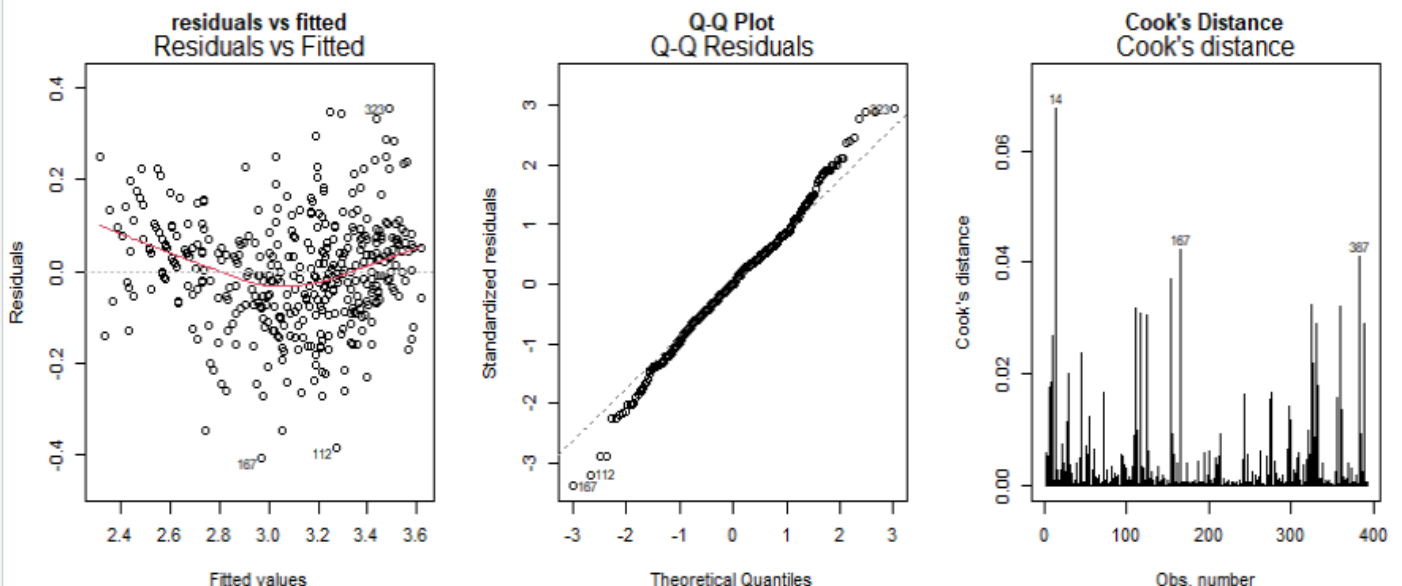 residuals vs fitted
Residuals vs Fitted
Residuals
0.4
0.2
0.0
-0.2
-0.4
323
167
112
2.4 2.6 2.8 3.0 3.2 3.4 3.6
Fitted values
Q-Q Plot
Q-Q Residuals
Standardized residuals
3
2
1
0
-1
-2
-3
323
112
167
-3 -2 -1 0 1 2 3
Theoretical Quantiles
Cook's Distance
Cook's distance
Cook's distance
0.06
0.04
0.02
0.00
14
167
387
0 100 200 300 400
Obs. number